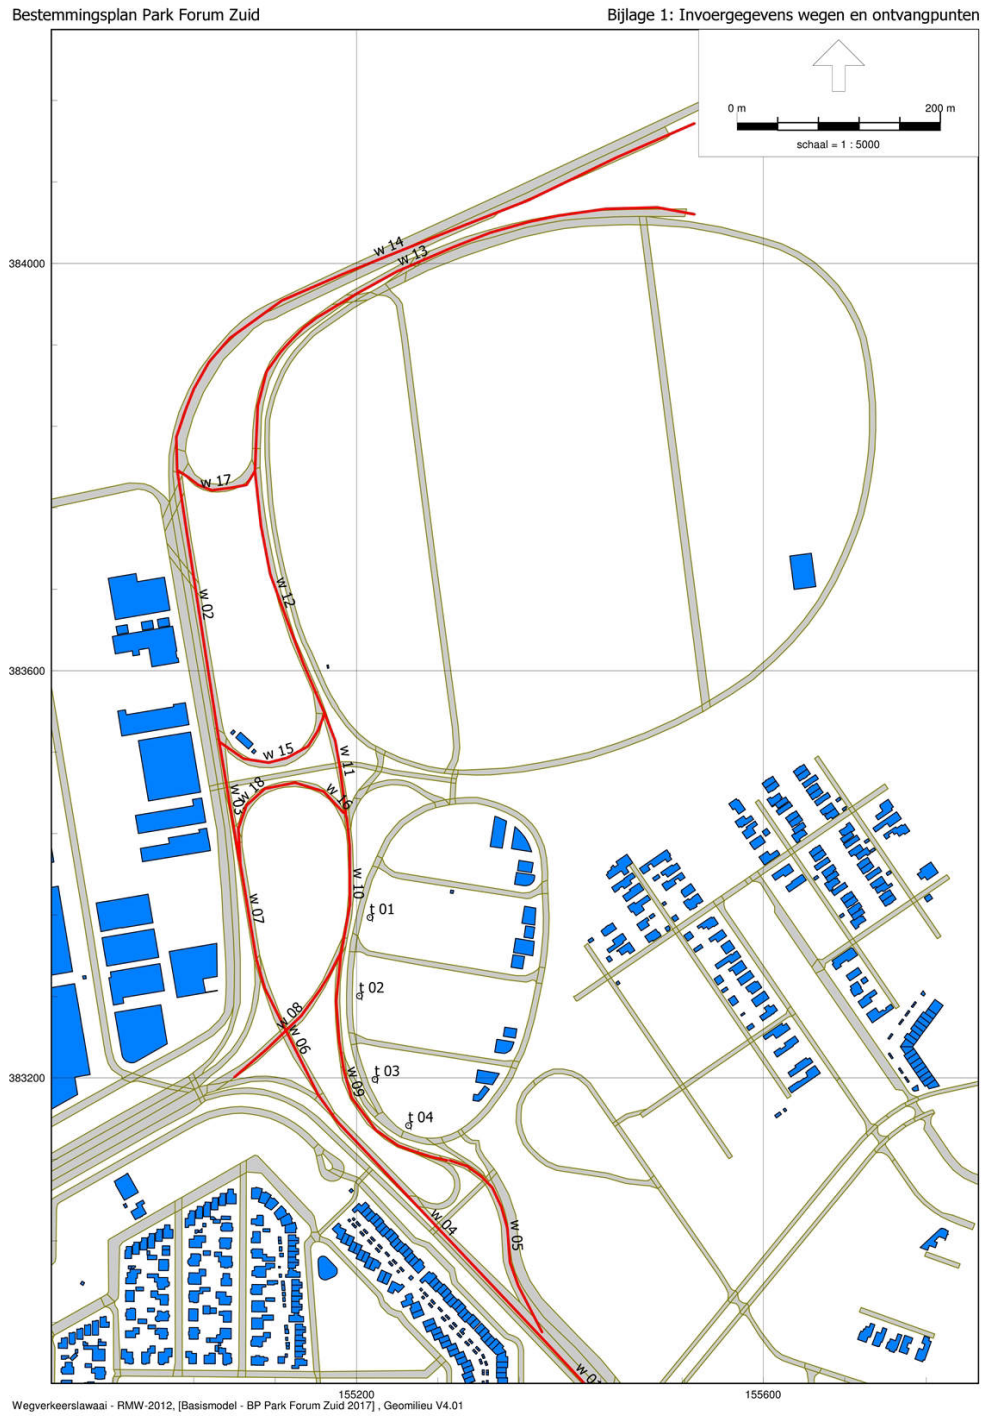 Bestemmingsplan Park Forum Zuid
Bijlage 1: Invoergegevens wegen en ontvangpunten
0 m
200 m
schaal = 1 : 5000
w 14
w 13
384000
w 17
w 02
w 12
383600
w 15
w 11
w 03
w 18
w 16
w 10
w 07
t 01
t 02
w 08
w 06
t 03
383200
w 09
t 04
w 04
w 05
w 01
155200
155600
Wegverkeerslawaai - RMW-2012, [Basismodel - BP Park Forum Zuid 2017] , Geomilieu V4.01